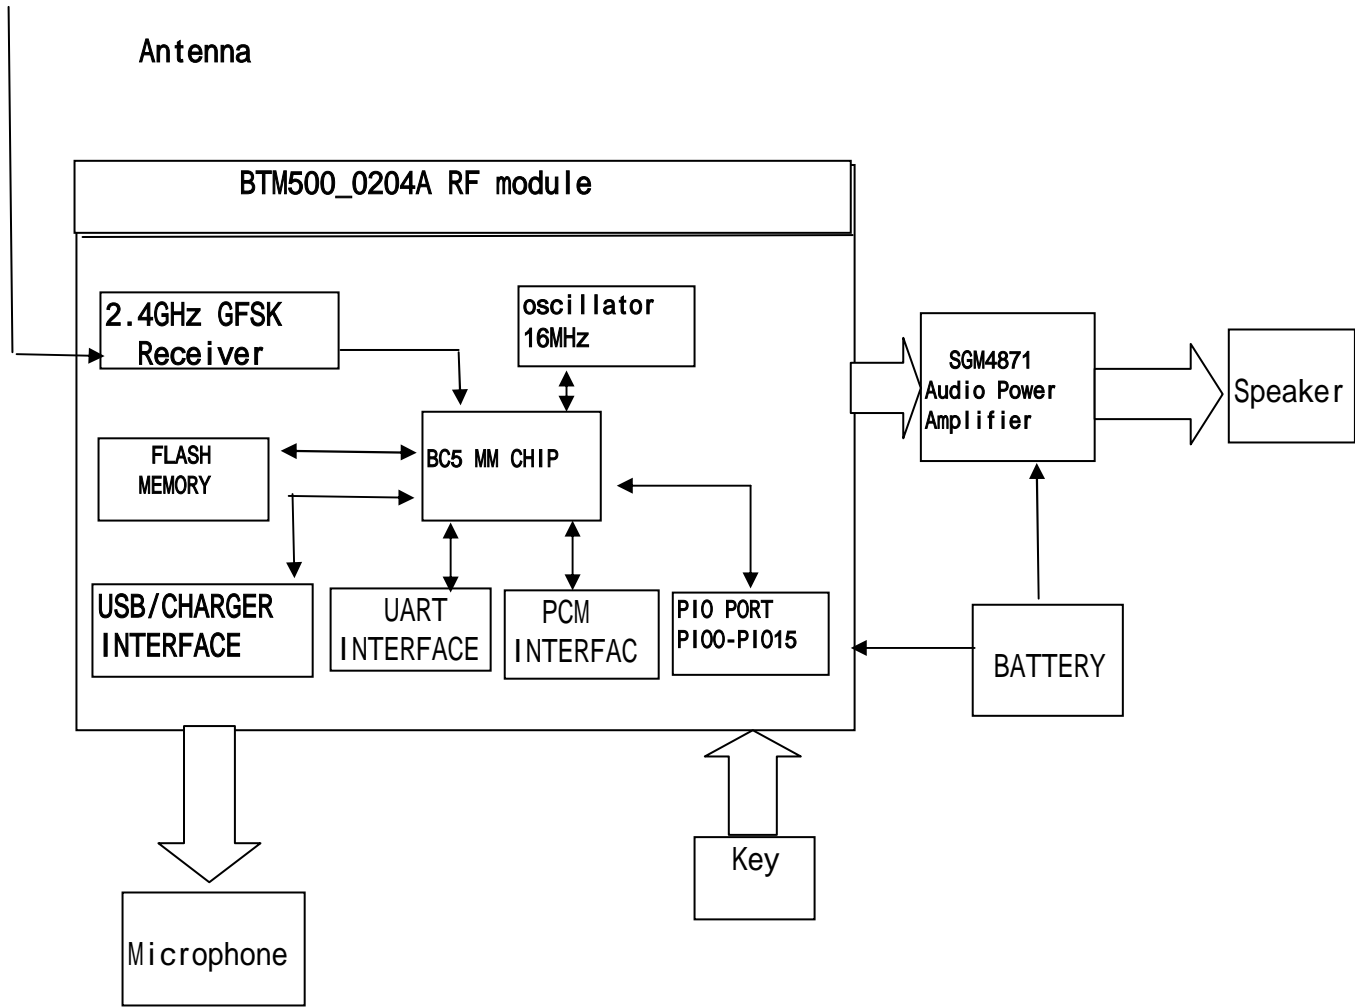 Antenna
BTM500_0204A RF module
2.4GHz GFSK
Receiver
oscillator
16MHz
SGM4871
Audio Power
Amplifier
Speaker
FLASH
MEMORY
BC5 MM CHIP
USB/CHARGER
INTERFACE
UART
INTERFACE
PCM
INTERFAC
PIO PORT
PIO0-PIO15
BATTERY
Key
Microphone